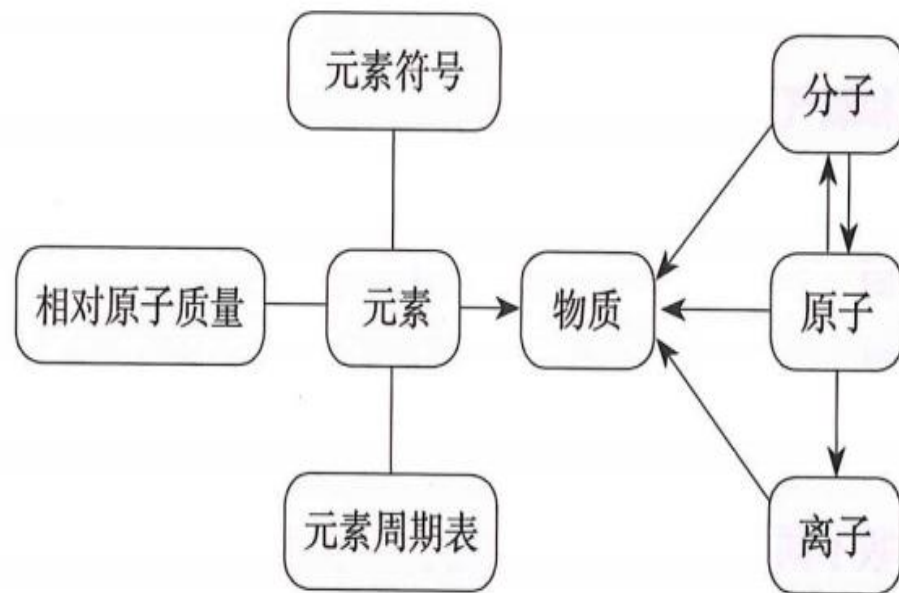 元素符号
分子
相对原子质量
元素
物质
原子
元素周期表
离子